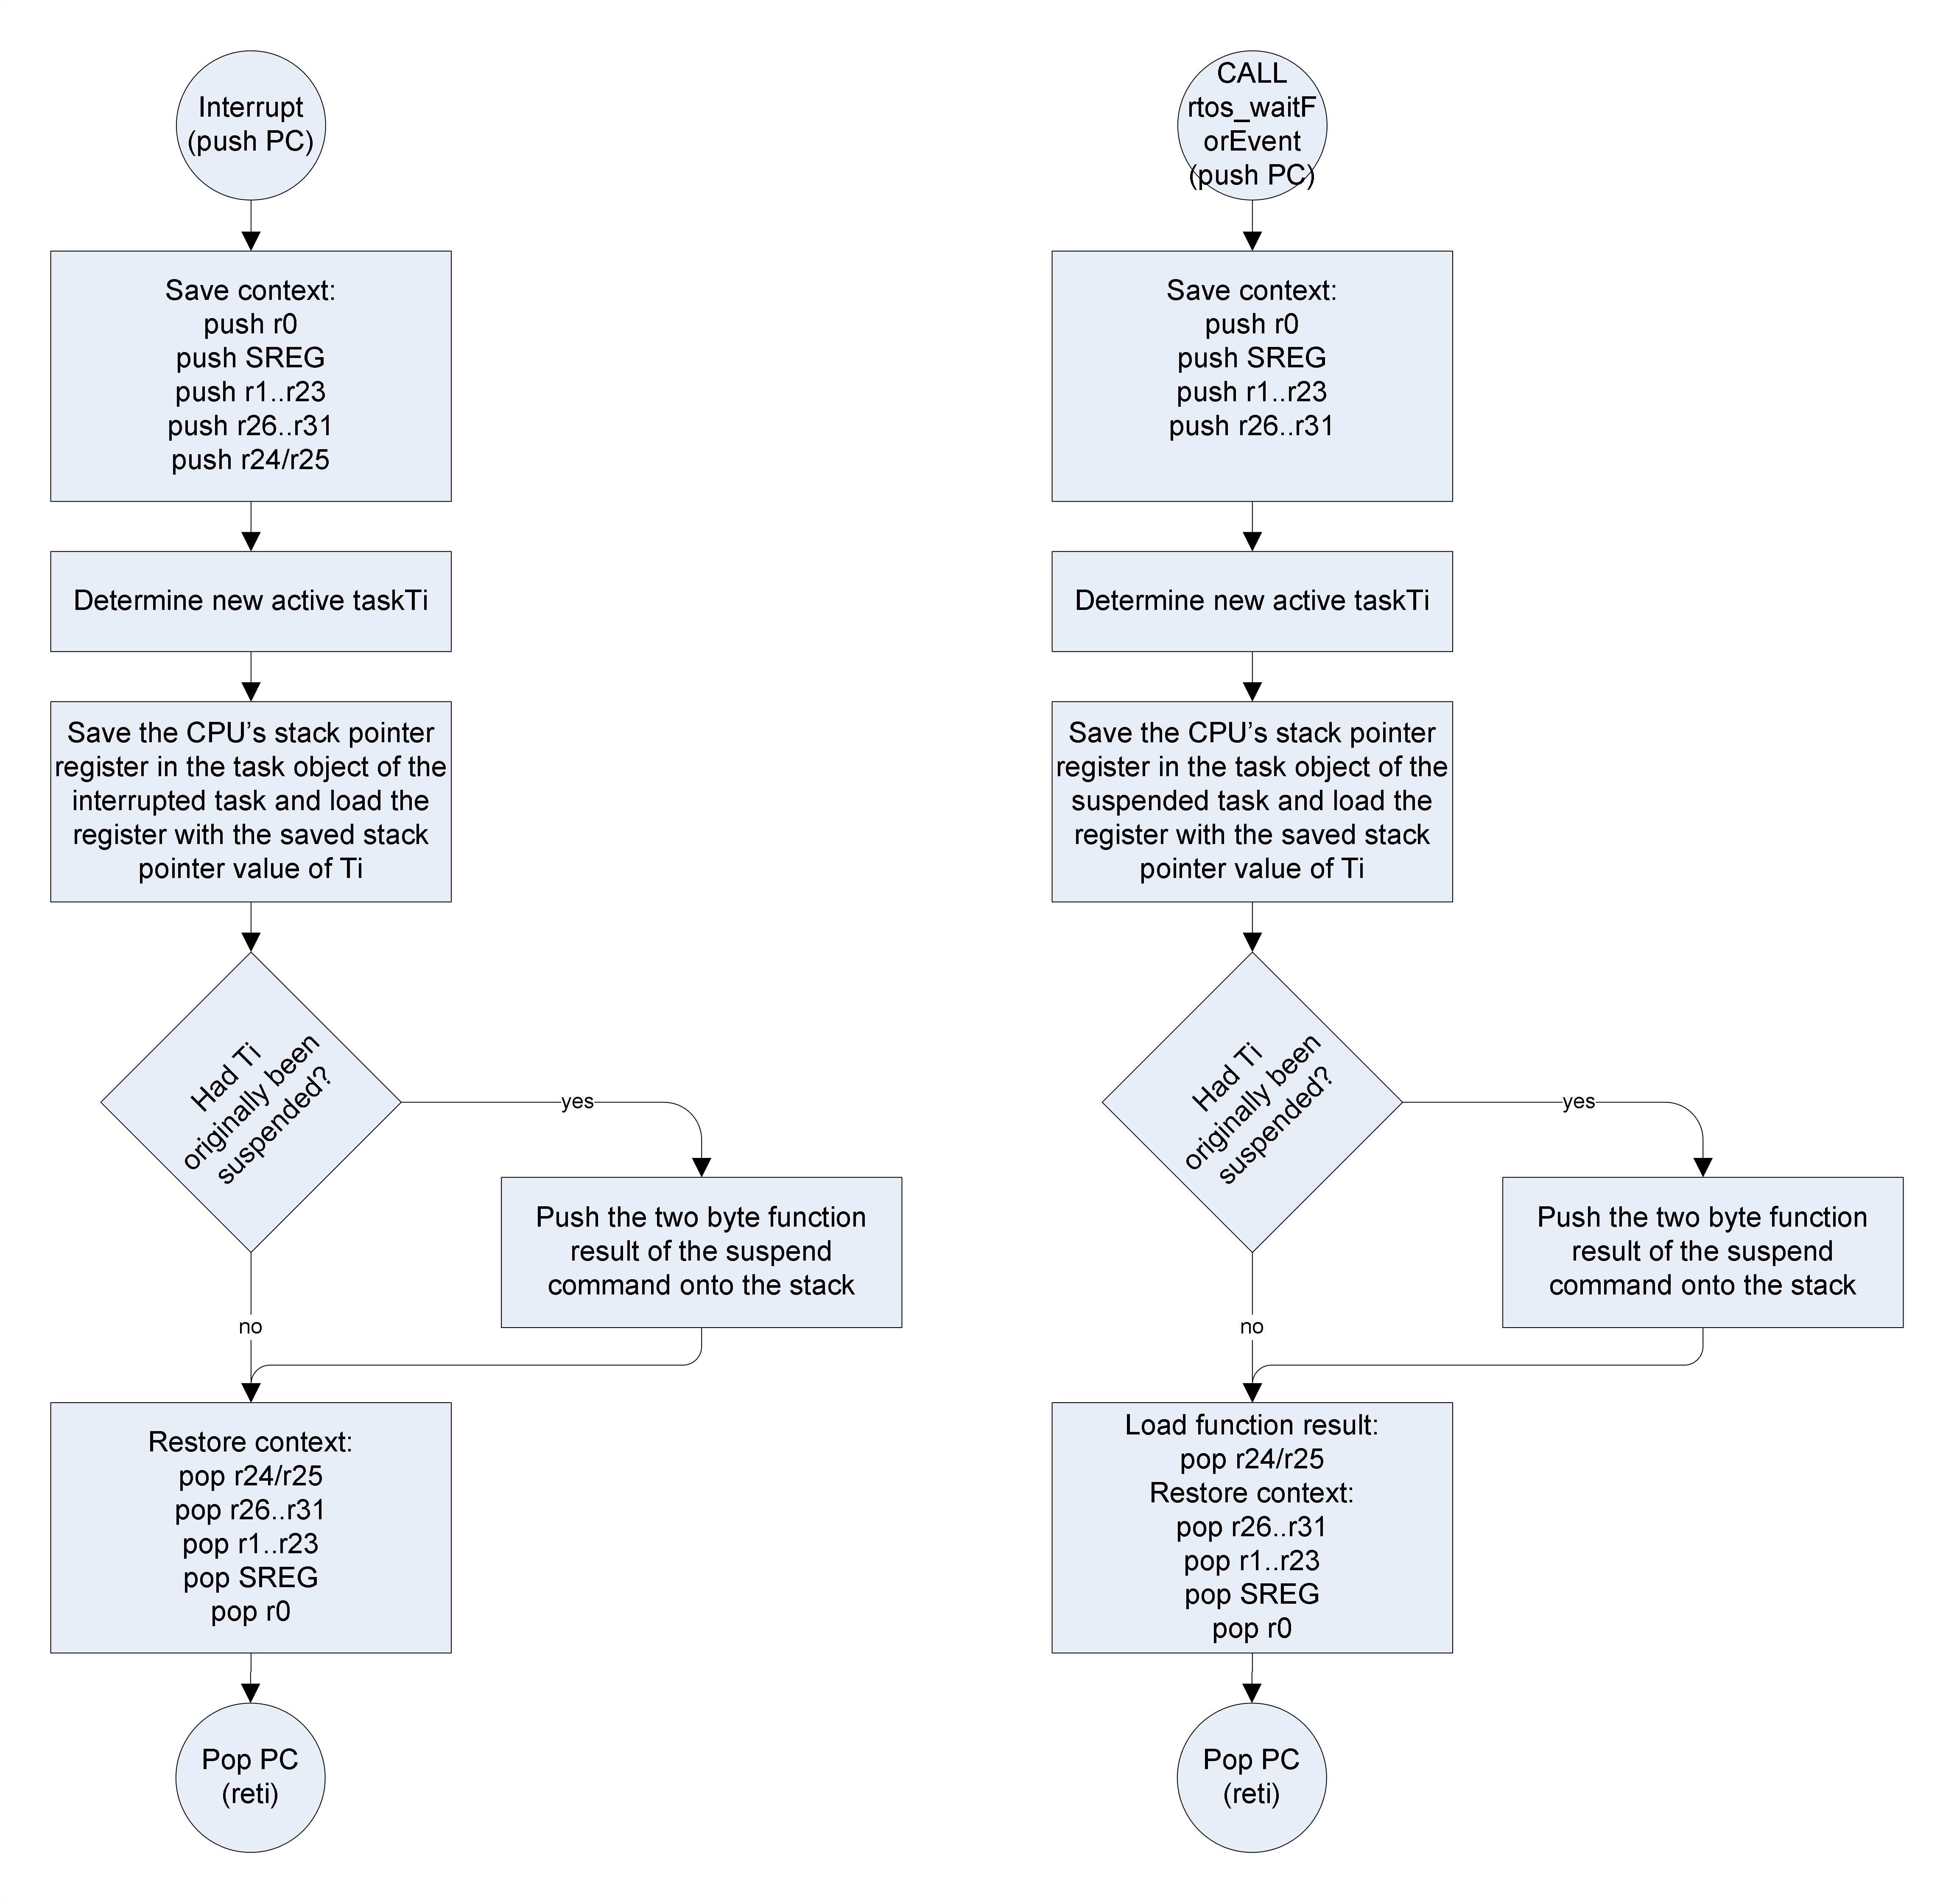 Interrupt
(push PC)
Save context:
push r0
push SREG
push r1..r23
push r26..r31
push r24/r25
Determine new active taskTi
Save the CPU’s stack pointer
register in the task object of the
interrupted task and load the
register with the saved stack
pointer value of Ti
Had Ti
originally been
suspended?
yes
Push the two byte function
result of the suspend
command onto the stack
no
Restore context:
pop r24/r25
pop r26..r31
pop r1..r23
pop SREG
pop r0
Pop PC
(reti)
CALL
rtos_waitF
orEvent
(push PC)
Save context:
push r0
push SREG
push r1..r23
push r26..r31
Determine new active taskTi
Save the CPU’s stack pointer
register in the task object of the
suspended task and load the
register with the saved stack
pointer value of Ti
Had Ti
originally been
suspended?
yes
Push the two byte function
result of the suspend
command onto the stack
no
Load function result:
pop r24/r25
Restore context:
pop r26..r31
pop r1..r23
pop SREG
pop r0
Pop PC
(reti)